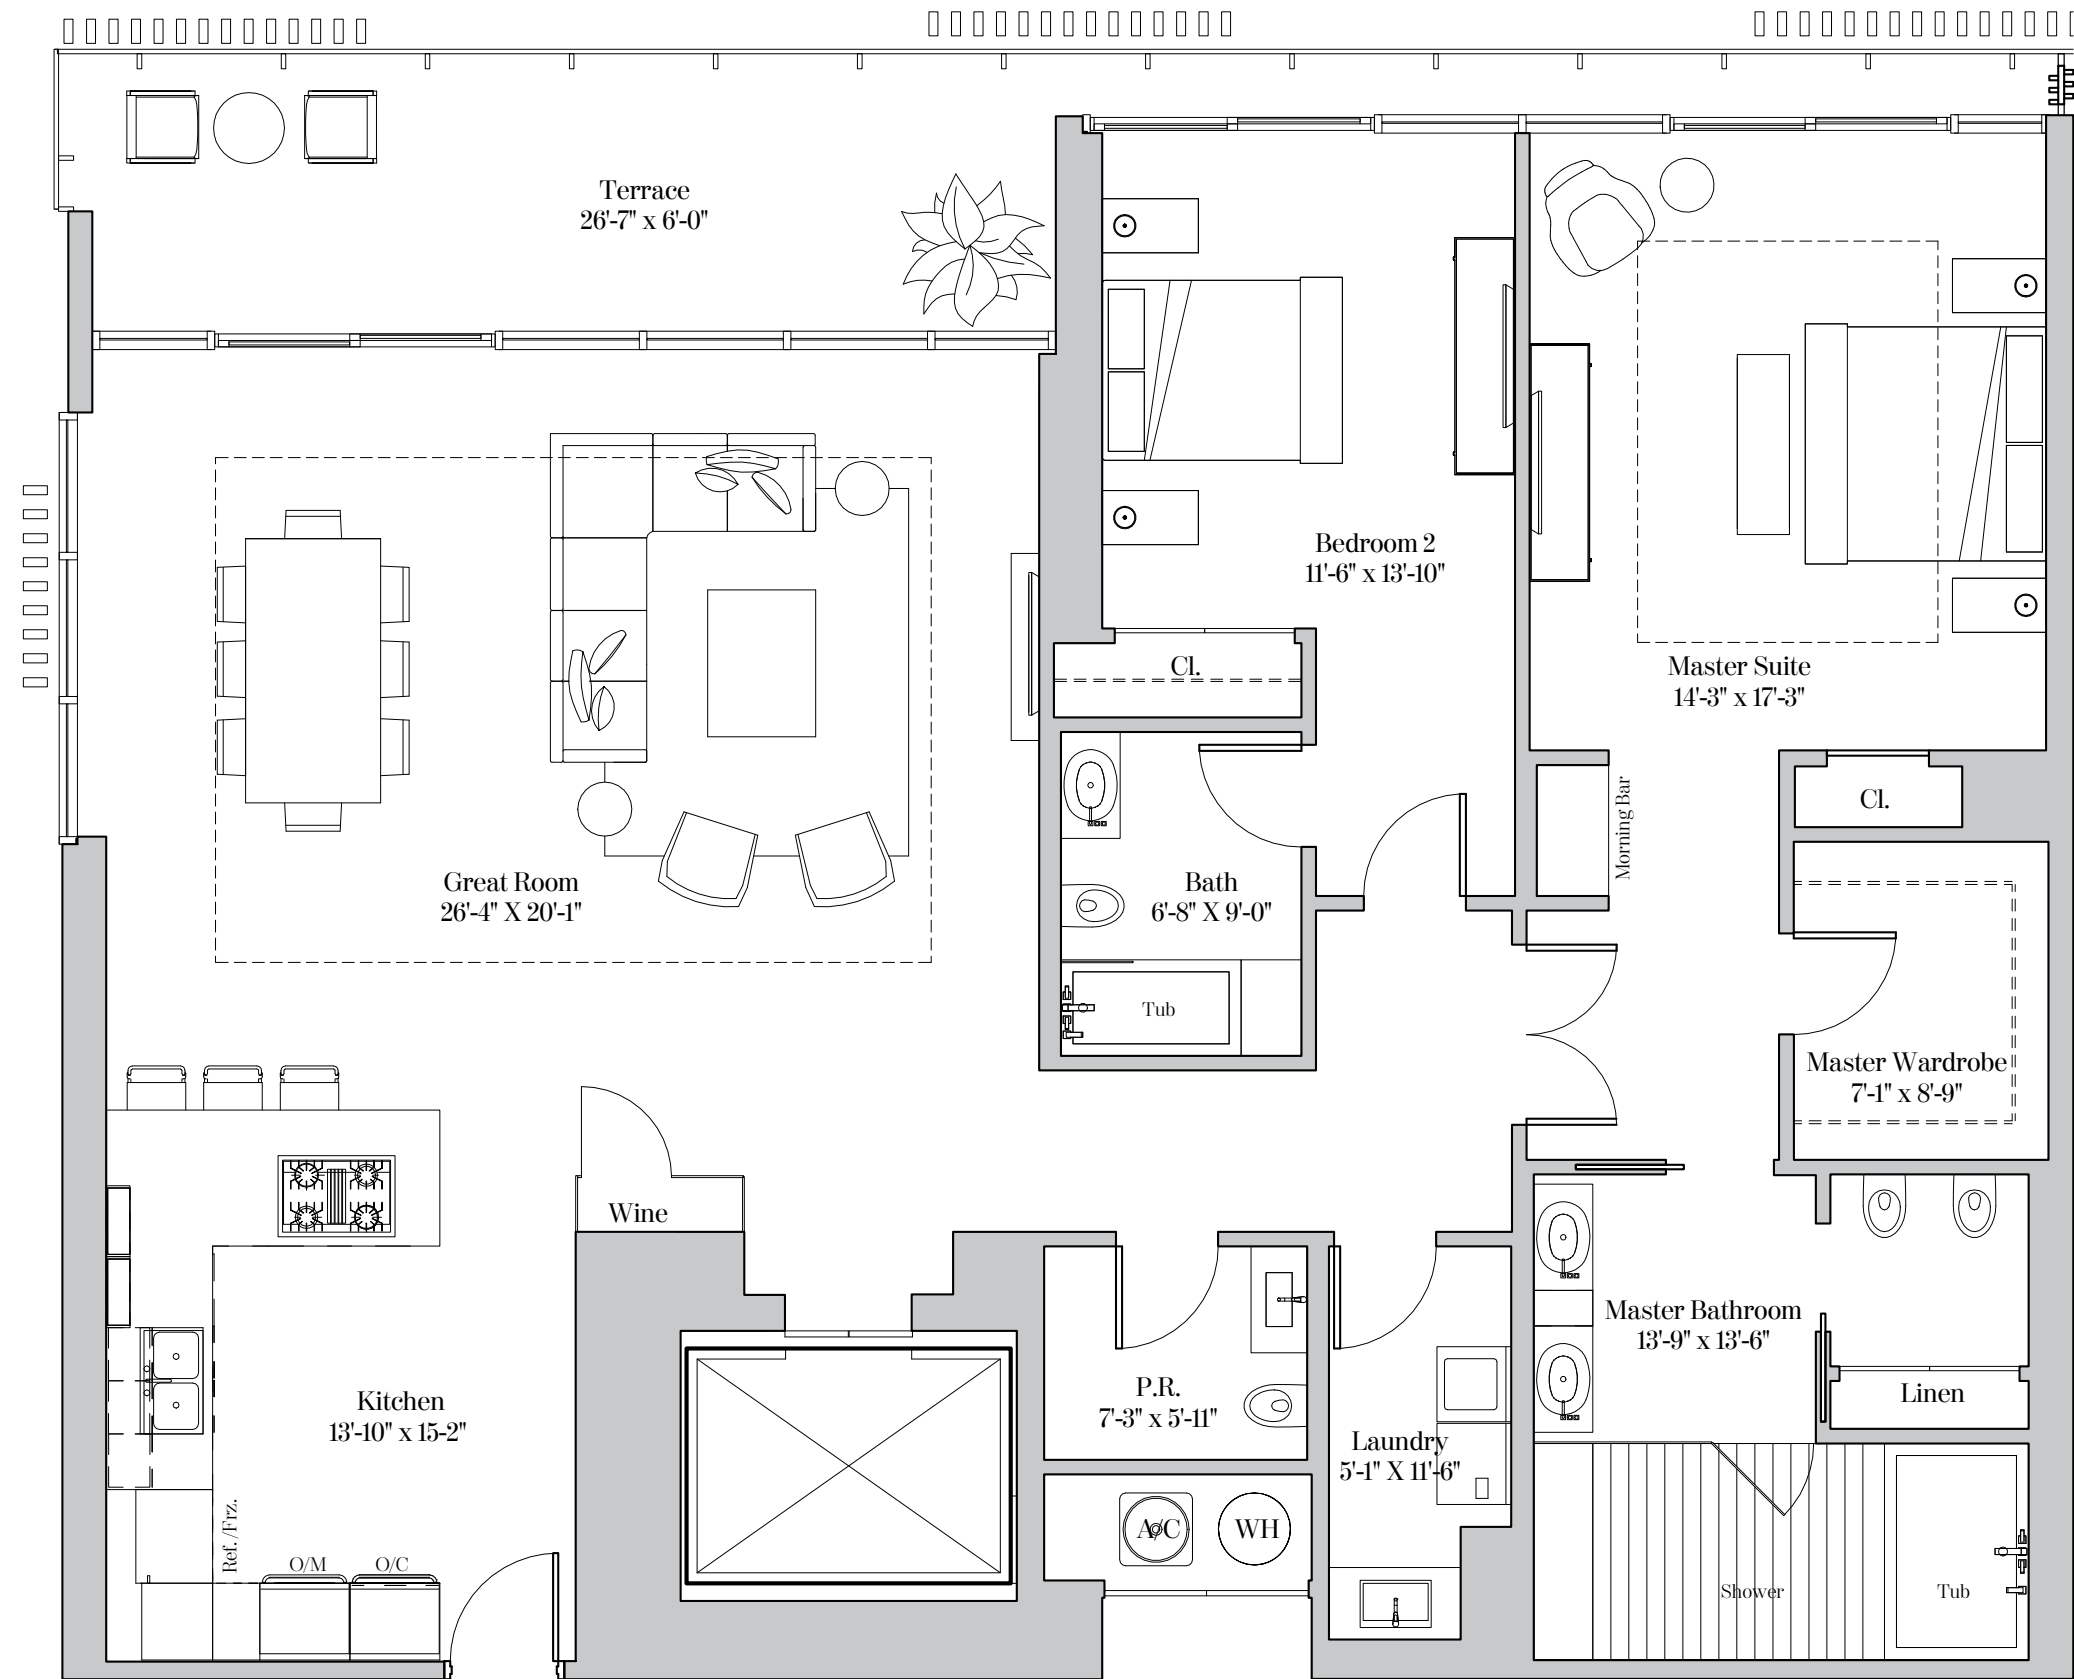 Terrace
26'-7" x 6'-0"
Bedroom 2
11'-6" x 13'-10"
Cl.
Master Suite
14'-3" x 17'-3"
Morning Bar
Cl.
Great Room
26'-4" X 20'-1"
Bath
6'-8" X 9'-0"
Tub
Master Wardrobe
7'-1" x 8'-9"
Wine
Kitchen
13'-10" x 15-2"
Ref./Frz.
O/M
O/C
P.R.
7'-3" x 5'-11"
A/C
WH
Laundry
5'-1" X 11'-6"
Master Bathroom
13'-9" x 13'-6"
Linen
Shower
Tub